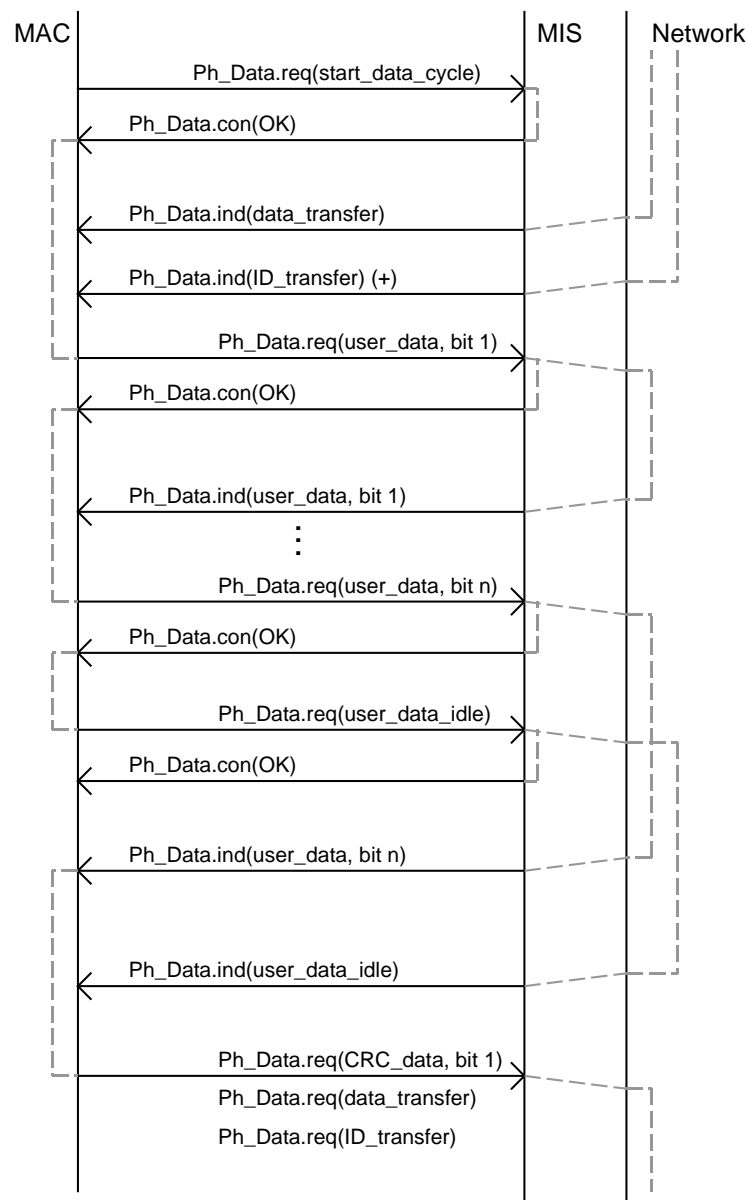 MAC MIS Network
Ph_Data.req(start_data_cycle)
Ph_Data.con(OK)
Ph_Data.ind(data_transfer)
Ph_Data.ind(ID_transfer) (+)
Ph_Data.req(user_data, bit 1)
Ph_Data.con(OK)
Ph_Data.ind(user_data, bit 1)
Ph_Data.req(user_data, bit n)
Ph_Data.con(OK)
Ph_Data.req(user_data_idle)
Ph_Data.con(OK)
Ph_Data.ind(user_data, bit n)
Ph_Data.ind(user_data_idle)
Ph_Data.req(CRC_data, bit 1)
Ph_Data.req(data_transfer)
Ph_Data.req(ID_transfer)